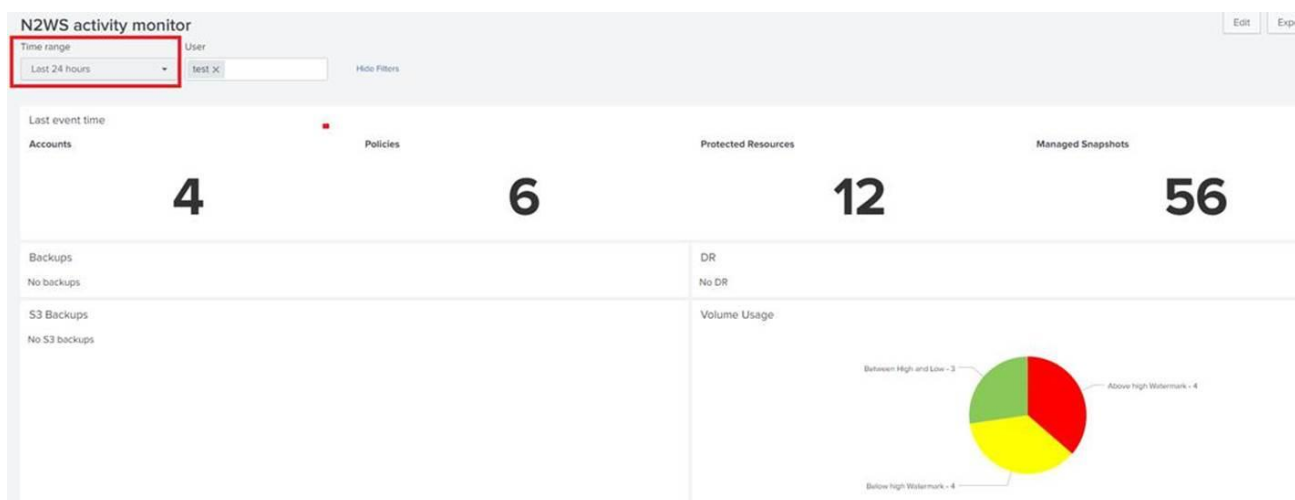 N2WS activity monitor
Edit
Time range
User
Last 24 hours
test ×
Hide Filters
Last event time
Accounts
Policies
Protected Resources
Managed Snapshots
4
6
12
56
Backups
DR
No backups
No DR
S3 Backups
Volume Usage
No S3 backups
Between High and Low - 3
Above high Watermark - 4
Below high Watermark - 4